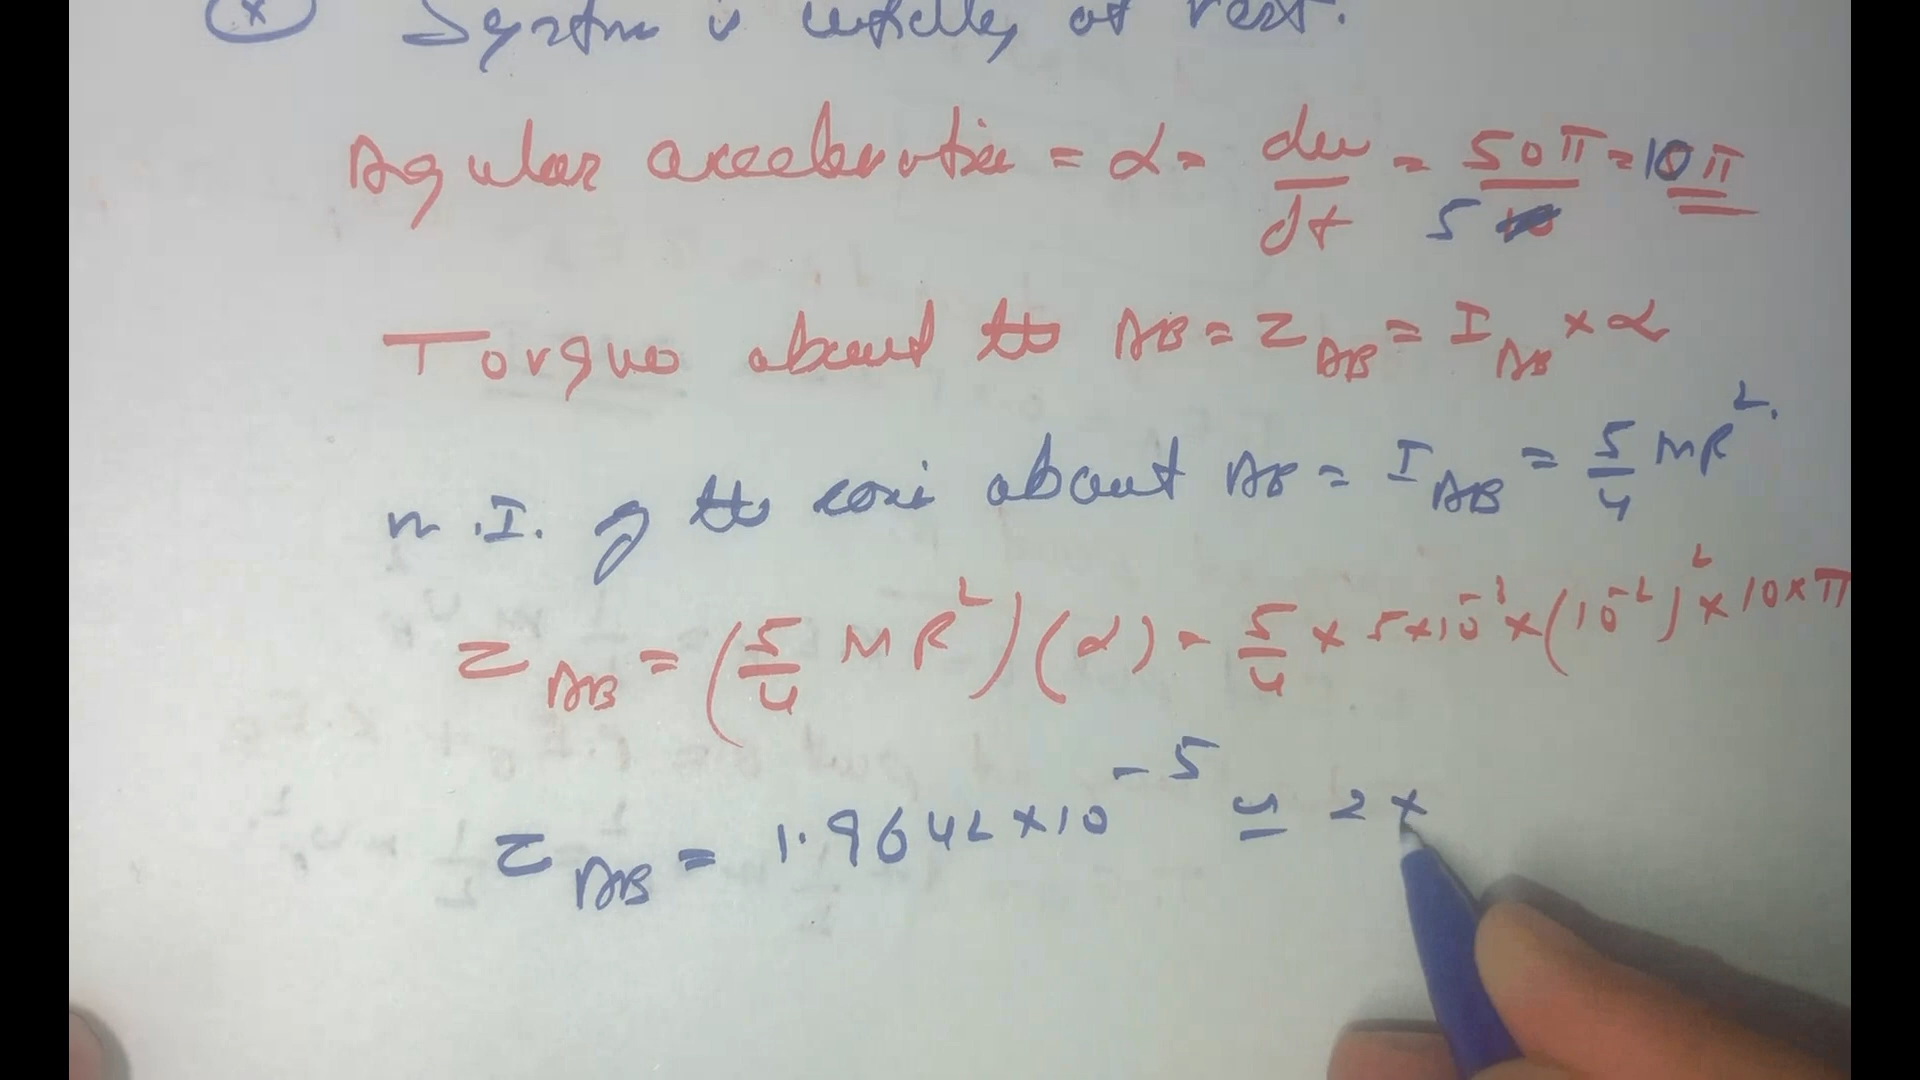 (x) System is initially at rest.
Agular acceleration = α = dω/dt = 50π/5 = 10π
Torque about the AB = τ_AB = I_AB × α
M.I. of the coin about AB = I_AB = 5/4 MR².
τ_AB = (5/4 MR²)(α) = 5/4 × 5×10⁻³ × (10⁻²)² × 10×π
τ_AB = 1.9642×10⁻⁵ ≃ 2×